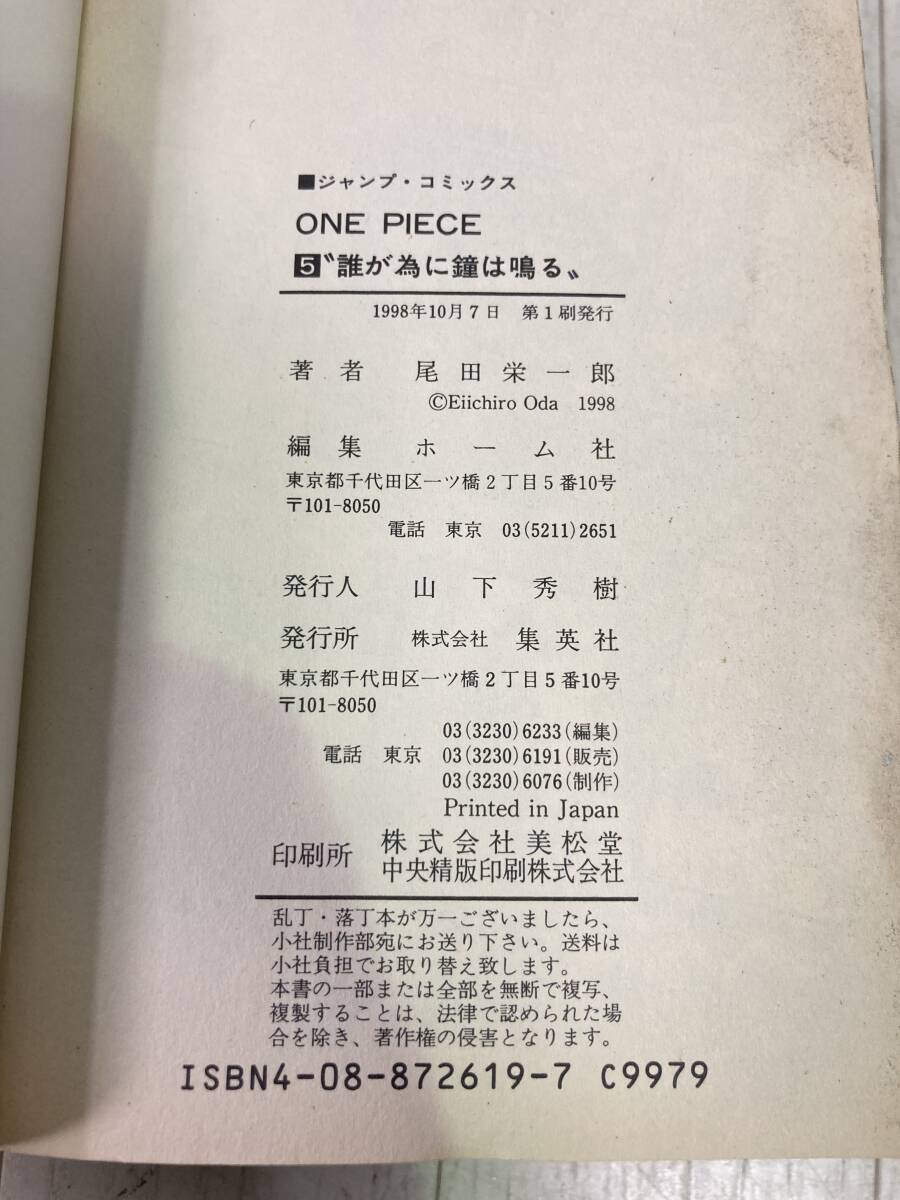 ■ジャンプ・コミックス
ONE PIECE
5〝誰が為に鐘は鳴る〟
1998年10月7日 第1刷発行
著者 尾田栄一郎
©Eiichiro Oda 1998
編集 ホーム社
東京都千代田区一ツ橋2丁目5番10号
〒101-8050
電話 東京 03(5211)2651
発行人 山下秀樹
発行所 株式会社 集英社
東京都千代田区一ツ橋2丁目5番10号
〒101-8050
03(3230)6233(編集)
電話 東京 03(3230)6191(販売)
03(3230)6076(制作)
Printed in Japan
印刷所 株式会社美松堂
中央精版印刷株式会社
乱丁・落丁本が万一ございましたら、
小社制作部宛にお送り下さい。送料は
小社負担でお取り替え致します。
本書の一部または全部を無断で複写、
複製することは、法律で認められた場
合を除き、著作権の侵害となります。
ISBN4-08-872619-7 C9979